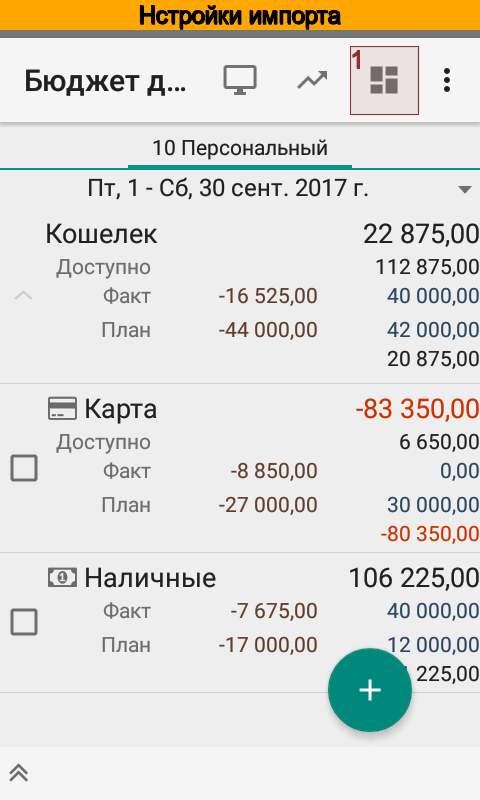 Нстройки импорта
Бюджет д...
1
10 Персональный
Пт, 1 - Сб, 30 сент. 2017 г.
Кошелек 22 875,00
Доступно 112 875,00
Факт -16 525,00 40 000,00
План -44 000,00 42 000,00
20 875,00
Карта -83 350,00
Доступно 6 650,00
Факт -8 850,00 0,00
План -27 000,00 30 000,00
-80 350,00
Наличные 106 225,00
Факт -7 675,00 40 000,00
План -17 000,00 12 000,00
225,00